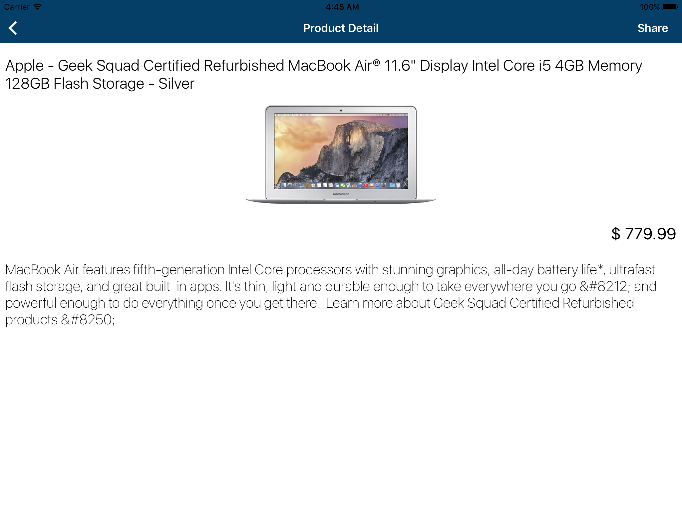 Carrier 4:45 AM 100%
Product Detail Share
Apple - Geek Squad Certified Refurbished MacBook Air® 11.6" Display Intel Core i5 4GB Memory
128GB Flash Storage - Silver
$ 779.99
MacBook Air features fifth-generation Intel Core processors with stunning graphics, all-day battery life*, ultrafast
flash storage, and great built-in apps. It's thin, light and durable enough to take everywhere you go &#8212; and
powerful enough to do everything once you get there. Learn more about Geek Squad Certified Refurbished
products &#8250;